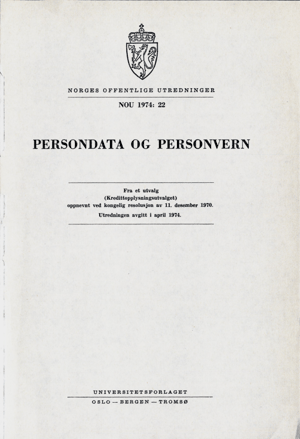 NORGES OFFENTLIGE UTREDNINGER
NOU 1974: 22
PERSONDATA OG PERSONVERN
Fra et utvalg
(Kredittopplysningsutvalget)
oppnevnt ved kongelig resolusjon av 11. desember 1970.
Utredningen avgitt i april 1974.
UNIVERSITETSFORLAGET
OSLO — BERGEN — TROMSØ